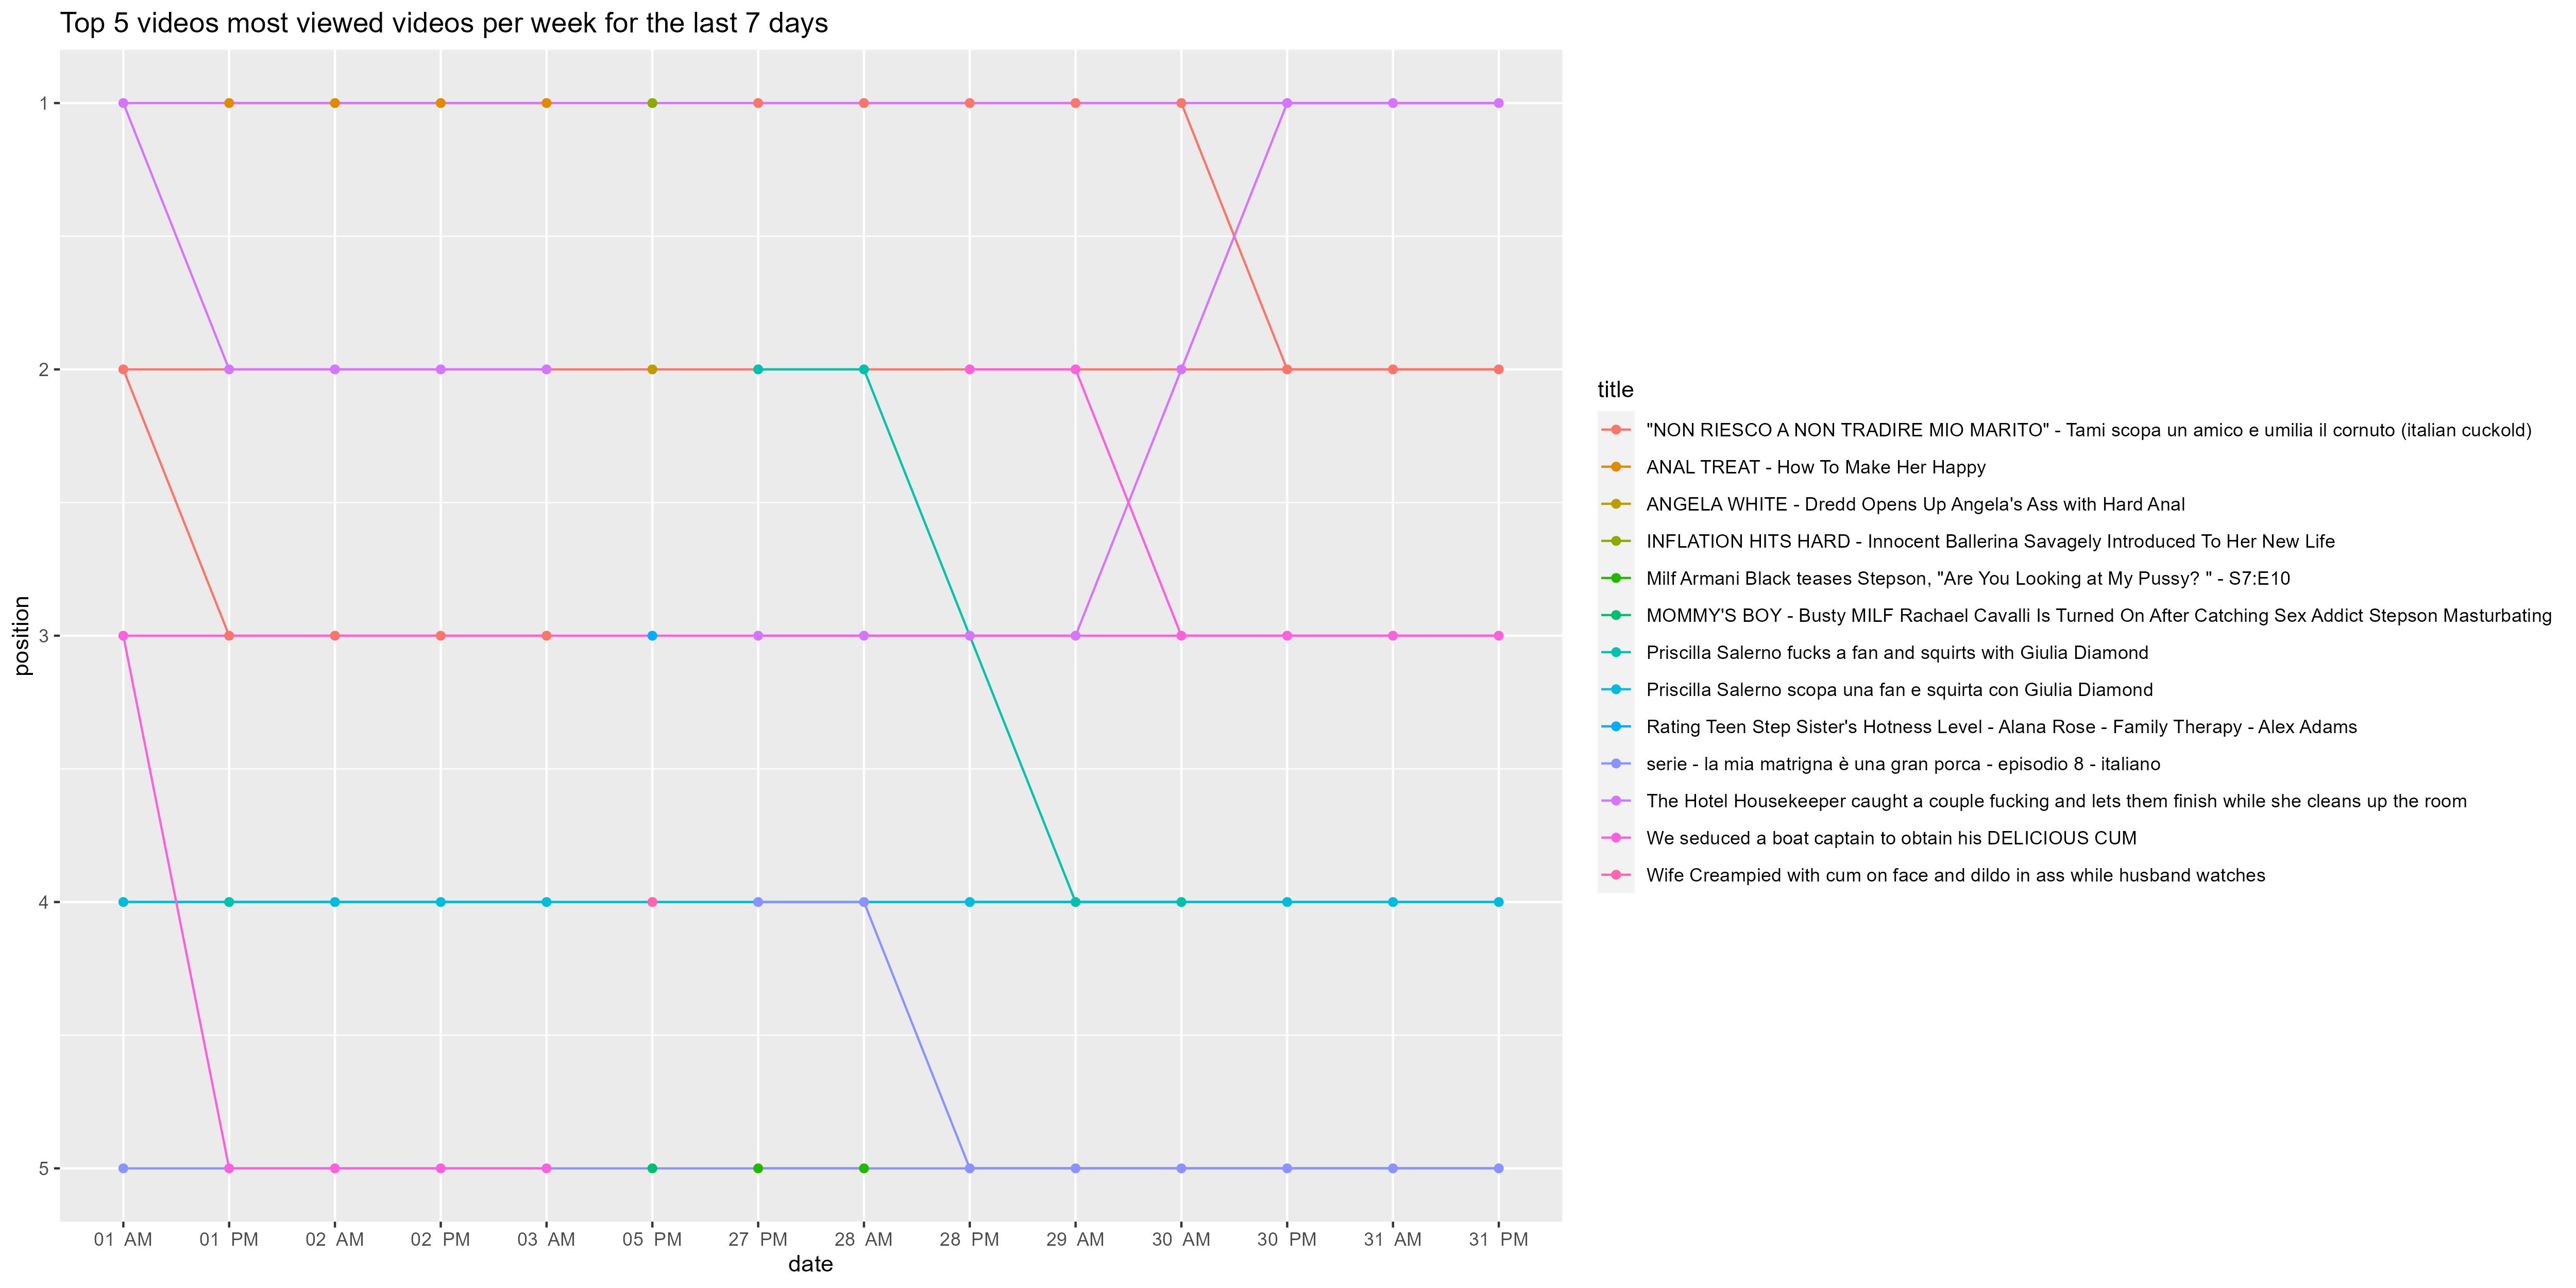 Top 5 videos most viewed videos per week for the last 7 days
1
2
3
4
5
position
01 AM 01 PM 02 AM 02 PM 03 AM 05 PM 27 PM 28 AM 28 PM 29 AM 30 AM 30 PM 31 AM 31 PM
date
title
"NON RIESCO A NON TRADIRE MIO MARITO" - Tami scopa un amico e umilia il cornuto (italian cuckold)
ANAL TREAT - How To Make Her Happy
ANGELA WHITE - Dredd Opens Up Angela's Ass with Hard Anal
INFLATION HITS HARD - Innocent Ballerina Savagely Introduced To Her New Life
Milf Armani Black teases Stepson, "Are You Looking at My Pussy? " - S7:E10
MOMMY'S BOY - Busty MILF Rachael Cavalli Is Turned On After Catching Sex Addict Stepson Masturbating
Priscilla Salerno fucks a fan and squirts with Giulia Diamond
Priscilla Salerno scopa una fan e squirta con Giulia Diamond
Rating Teen Step Sister's Hotness Level - Alana Rose - Family Therapy - Alex Adams
serie - la mia matrigna è una gran porca - episodio 8 - italiano
The Hotel Housekeeper caught a couple fucking and lets them finish while she cleans up the room
We seduced a boat captain to obtain his DELICIOUS CUM
Wife Creampied with cum on face and dildo in ass while husband watches